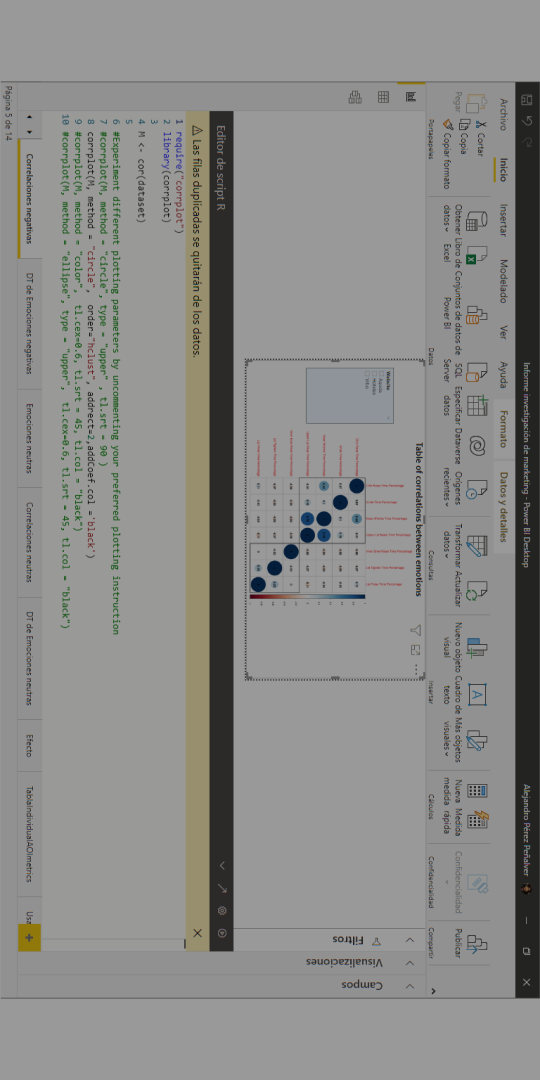 Informe investigación de marketing - Power BI Desktop
Alejandro Pérez Peñalver
Archivo Inicio Insertar Modelado Ver Ayuda Formato Datos y detalles
Pegar
Cortar
Copia
Copiar formato
Portapapeles
Obtener datos
Libro de Excel
Conjuntos de datos de Power BI
SQL Server
Especificar datos
Dataverse
Orígenes recientes
Datos
Transformar datos
Actualizar
Consultas
Nuevo objeto visual
Cuadro de texto
Más objetos visuales
Insertar
Nueva medida
Medida rápida
Cálculos
Confidencialidad
Confidencialidad
Publicar
Compartir
Table of correlations between emotions
Website
Filtros
Visualizaciones
Campos
Editor de script R
Las filas duplicadas se quitarán de los datos.
1 require("corrplot")
2 library(corrplot)
3
4 M <- cor(dataset)
5
6 #Experiment different plotting parameters by uncommenting your preferred plotting instruction
7 #corrplot(M, method = "circle", type = "upper" , tl.srt = 90 )
8 corrplot(M, method = "circle", order="hclust", addrect=2,addCoef.col ='black')
9 #corrplot(M, method = "color", tl.cex=0.6, tl.srt = 45, tl.col = "black")
10 #corrplot(M, method = "ellipse", type = "upper", tl.cex=0.6, tl.srt = 45, tl.col = "black")
Correlaciones negativas
DT de Emociones negativas
Emociones neutras
Correlaciones neutras
DT de Emociones neutras
Efecto
TablaIndividualAOImetrics
Usa
Página 5 de 14